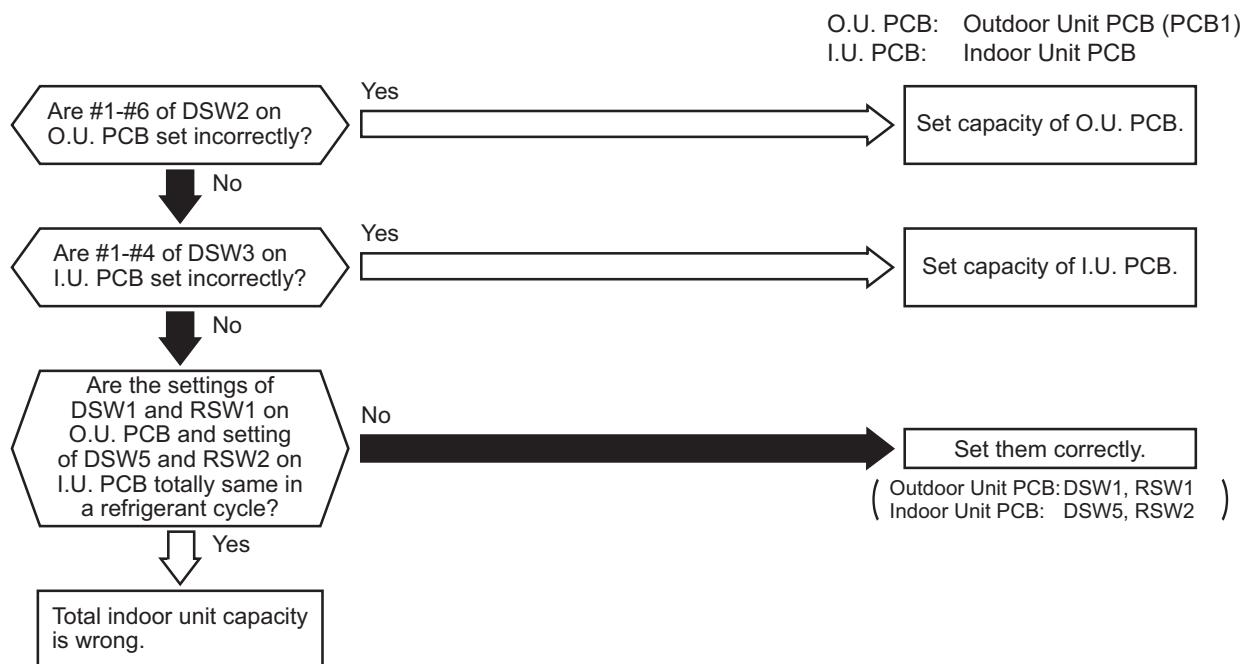 O.U. PCB: Outdoor Unit PCB (PCB1)
I.U. PCB: Indoor Unit PCB
Are #1-#6 of DSW2 on
O.U. PCB set incorrectly?
Yes
Set capacity of O.U. PCB.
No
Are #1-#4 of DSW3 on
I.U. PCB set incorrectly?
Yes
Set capacity of I.U. PCB.
No
Are the settings of
DSW1 and RSW1 on
O.U. PCB and setting
of DSW5 and RSW2 on
I.U. PCB totally same in
a refrigerant cycle?
No
Set them correctly.
(Outdoor Unit PCB: DSW1, RSW1
Indoor Unit PCB: DSW5, RSW2)
Yes
Total indoor unit capacity
is wrong.